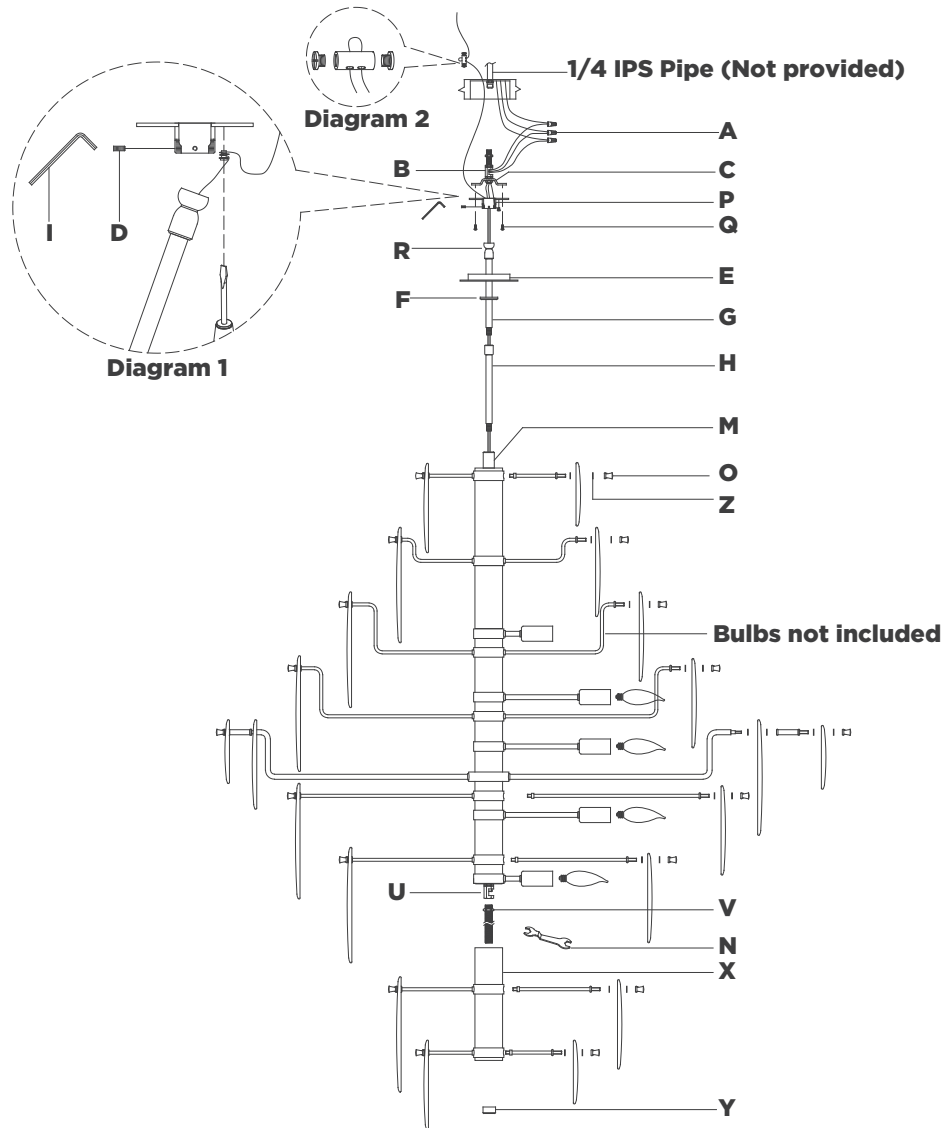 1/4 IPS Pipe (Not provided)
Diagram 2
A
B
C
P
I
D
Q
R
E
F
G
Diagram 1
H
M
O
Z
Bulbs not included
U
V
N
X
Y